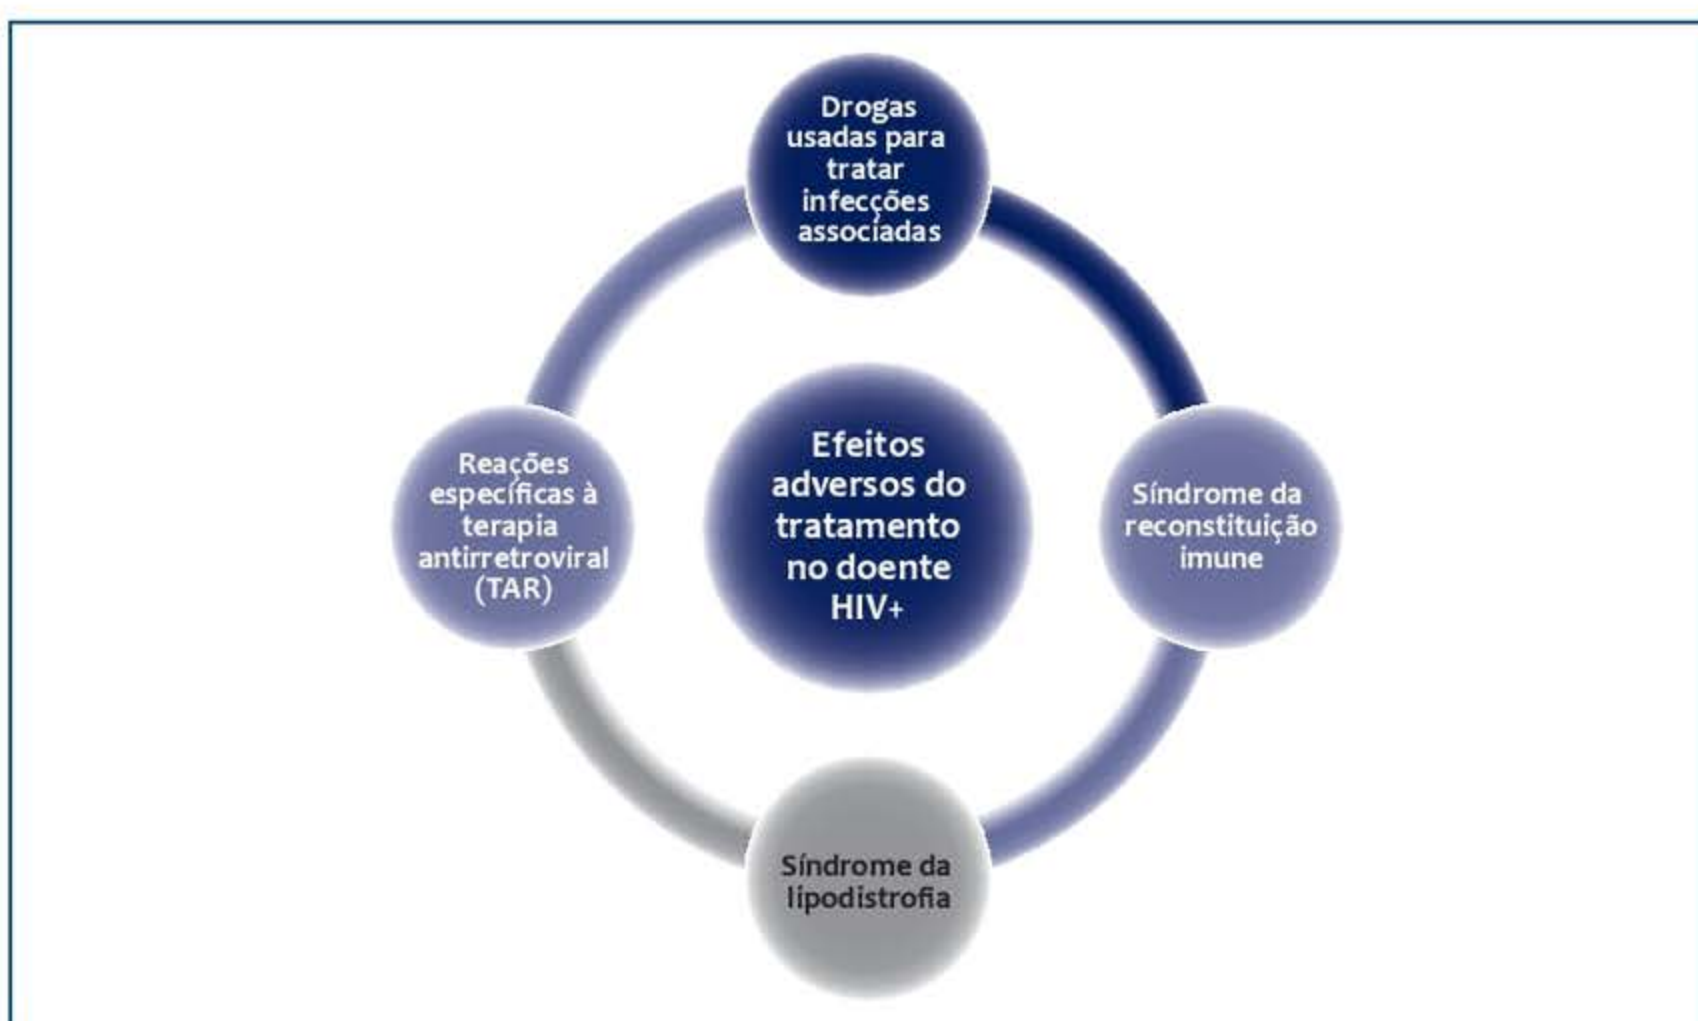 Drogas
usadas para
tratar
infecções
associadas
Efeitos
adversos do
tratamento
no doente
HIV+
Reações
específicas à
terapia
antirretroviral
(TAR)
Síndrome da
reconstituição
imune
Síndrome da
lipodistrofia